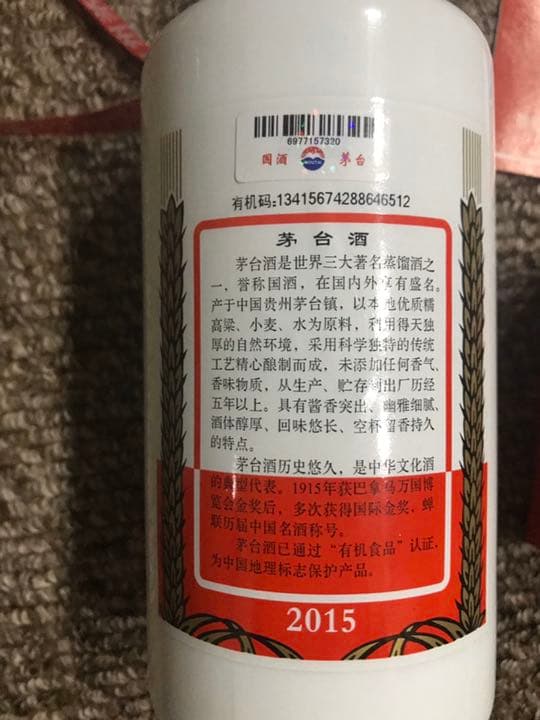 6977157320
国酒 茅台
有机码:13415674288646512
茅台酒
茅台酒是世界三大著名蒸馏酒之
一，誉称国酒，在国内外享有盛名。
产于中国贵州茅台镇，以本地优质糯
高粱、小麦、水为原料，利用得天独
厚的自然环境，采用科学独特的传统
工艺精心酿制而成，未添加任何香气、
香味物质，从生产、贮存到出厂历经
五年以上。具有酱香突出、幽雅细腻、
酒体醇厚、回味悠长、空杯留香持久
的特点。
茅台酒历史悠久，是中华文化酒
的典型代表。1915年获巴拿马万国博
览会金奖后，多次获得国际金奖，蝉
联历届中国名酒称号。
茅台酒已通过“有机食品”认证，
为中国地理标志保护产品。
2015